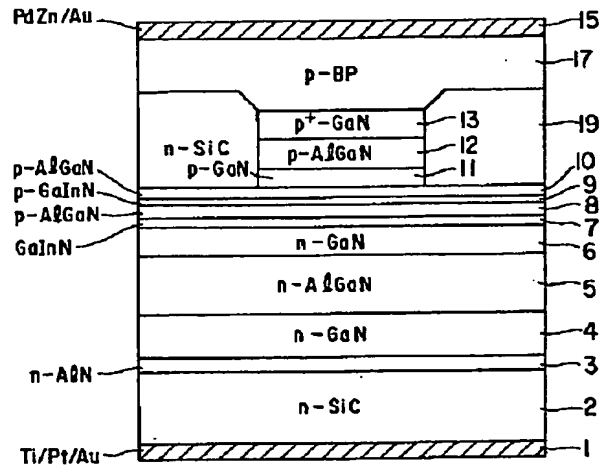 PdZn/Au
15
17
p-BP
p⁺-GaN
13
19
n-SiC
p-AlGaN
12
p-GaN
11
10
p-AlGaN
9
p-GaInN
8
p-AlGaN
7
GaInN
n-GaN
6
n-AlGaN
5
n-GaN
4
n-AlN
3
n-SiC
2
Ti/Pt/Au
1